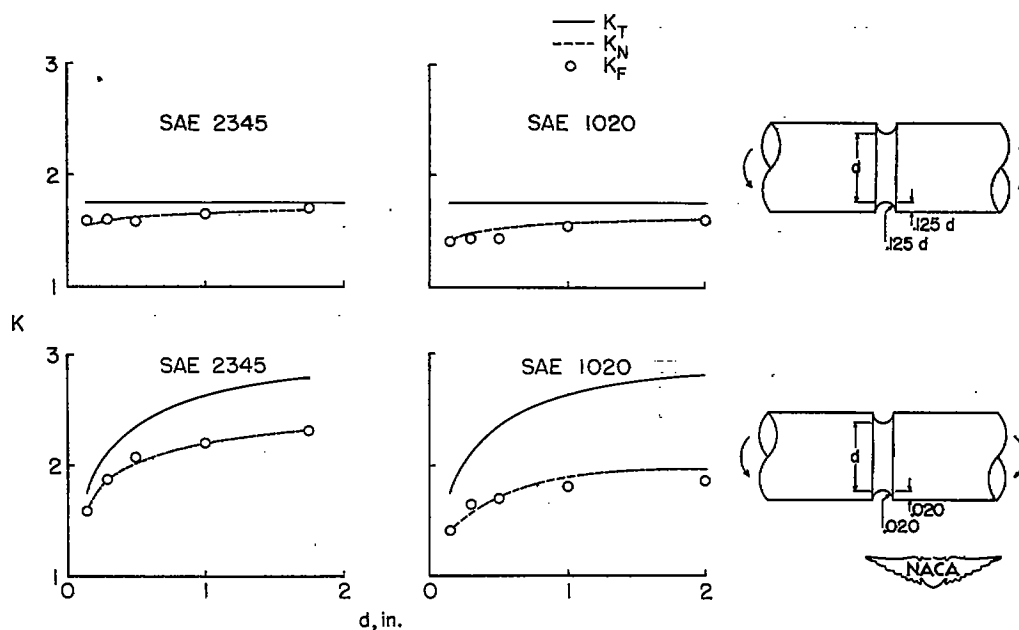 K_T
K_N
K_F
3
SAE 2345
SAE 1020
2
1
d
.125 d
.125 d
K
3
SAE 2345
SAE 1020
2
1
0
1
2
0
1
2
d, in.
d
.020
.020
NACA